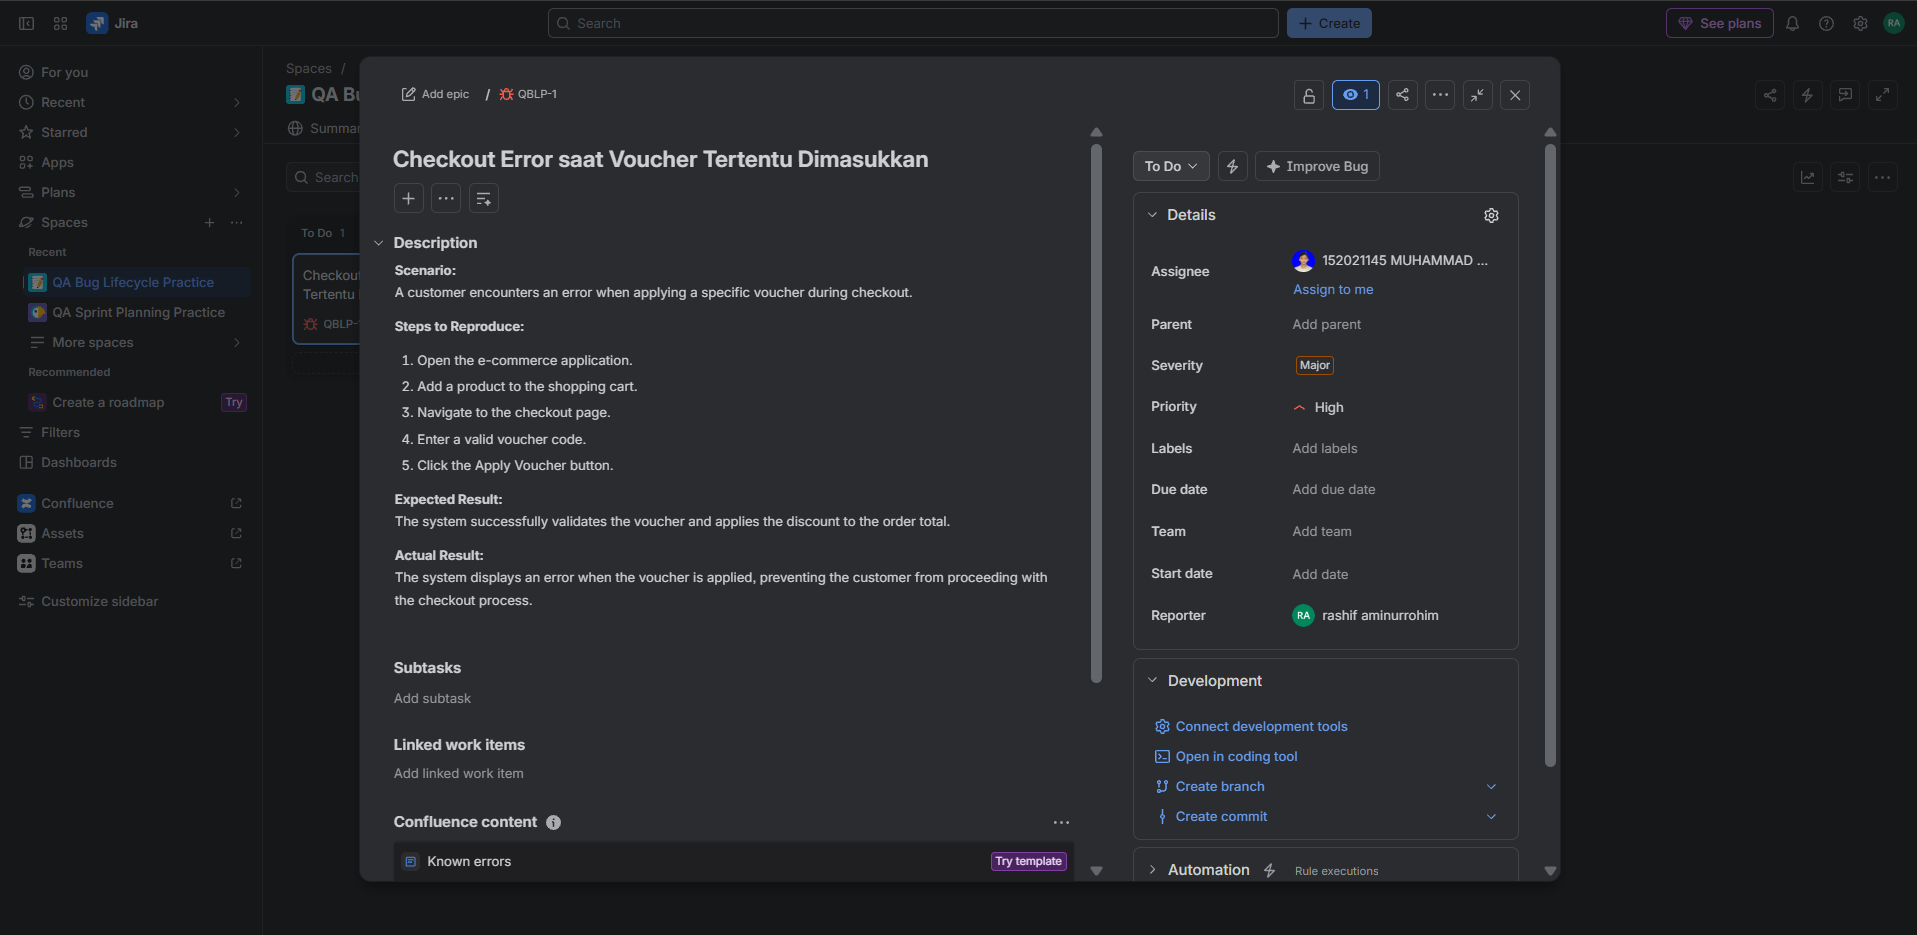 Jira
Search
Create
See plans
RA
For you
Recent
Starred
Apps
Plans
Spaces
Recent
QA Bug Lifecycle Practice
QA Sprint Planning Practice
More spaces
Recommended
Create a roadmap
Try
Filters
Dashboards
Confluence
Assets
Teams
Customize sidebar
Spaces /
QA Bu
Summa
Search
To Do 1
Checkout
Tertentu
QBLP-
Add epic / QBLP-1
1
Checkout Error saat Voucher Tertentu Dimasukkan
Description
Scenario:
A customer encounters an error when applying a specific voucher during checkout.
Steps to Reproduce:
1. Open the e-commerce application.
2. Add a product to the shopping cart.
3. Navigate to the checkout page.
4. Enter a valid voucher code.
5. Click the Apply Voucher button.
Expected Result:
The system successfully validates the voucher and applies the discount to the order total.
Actual Result:
The system displays an error when the voucher is applied, preventing the customer from proceeding with
the checkout process.
Subtasks
Add subtask
Linked work items
Add linked work item
Confluence content
Known errors
Try template
To Do
Improve Bug
Details
Assignee
152021145 MUHAMMAD ...
Assign to me
Parent
Add parent
Severity
Major
Priority
High
Labels
Add labels
Due date
Add due date
Team
Add team
Start date
Add date
Reporter
RA rashif aminurrohim
Development
Connect development tools
Open in coding tool
Create branch
Create commit
Automation
Rule executions